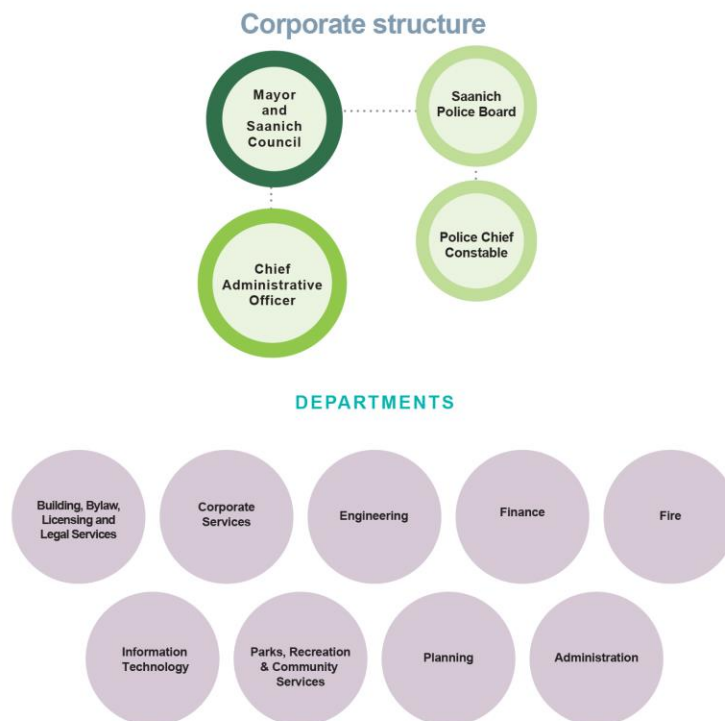 Corporate structure
Mayor
and
Saanich
Council
Saanich
Police Board
Chief
Administrative
Officer
Police Chief
Constable
DEPARTMENTS
Building, Bylaw,
Licensing and
Legal Services
Corporate
Services
Engineering
Finance
Fire
Information
Technology
Parks, Recreation
& Community
Services
Planning
Administration